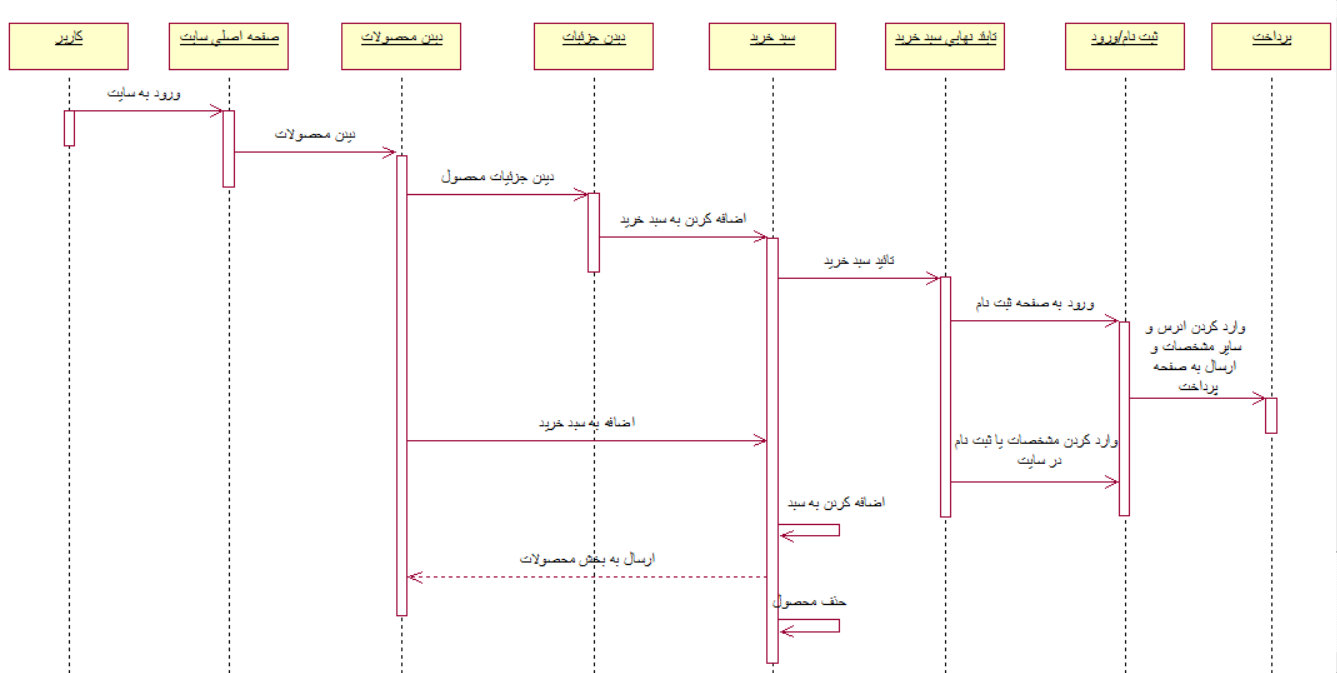 کاربر
صفحه اصلی سایت
دیدن محصولات
دیدن جزئیات
سبد خرید
تائد نهایی سبد خرید
ثبت نام/ورود
پرداخت
ورود به سایت
دیدن محصولات
دیدن جزئیات محصول
اضافه کردن به سبد خرید
تائید سبد خرید
ورود به صفحه ثبت نام
وارد کردن ادرس و
سایر مشخصات و
ارسال به صفحه
پرداخت
اضافه به سبد خرید
وارد کردن مشخصات یا ثبت نام
در سایت
اضافه کردن به سبد
ارسال به بخش محصولات
حذف محصول